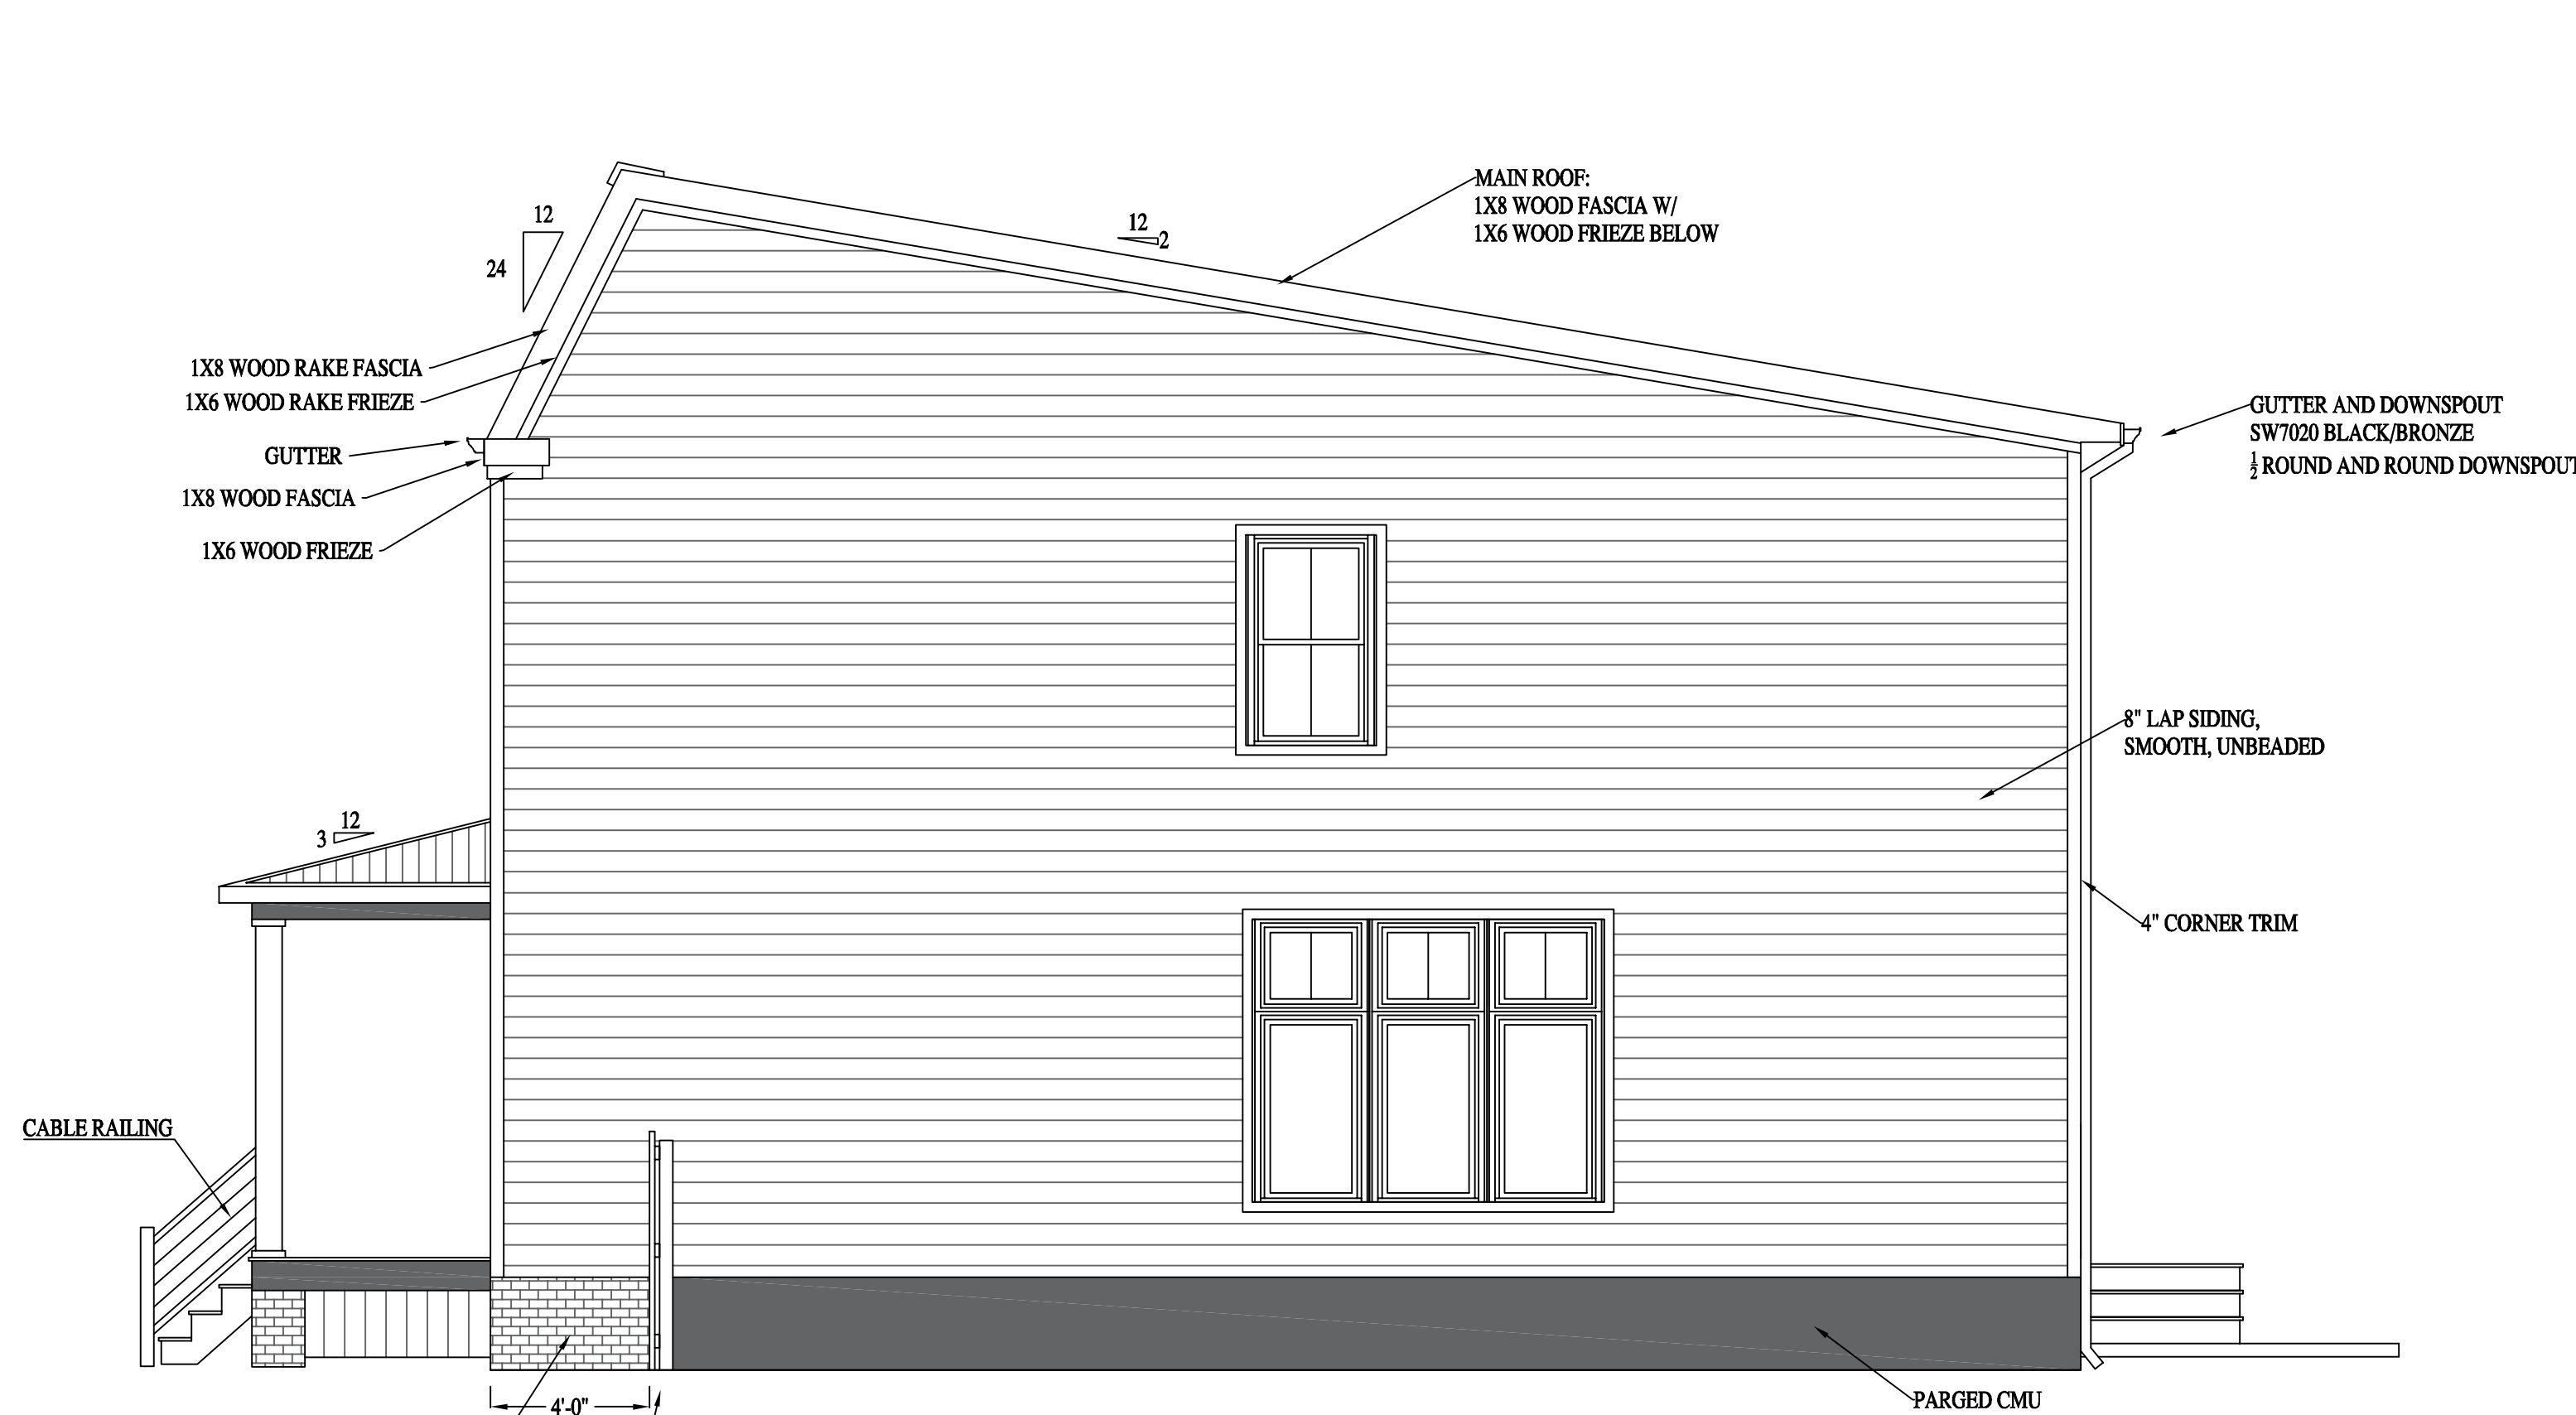 MAIN ROOF:
1X8 WOOD FASCIA W/
1X6 WOOD FRIEZE BELOW
12
24
12
2
1X8 WOOD RAKE FASCIA
1X6 WOOD RAKE FRIEZE
GUTTER
1X8 WOOD FASCIA
1X6 WOOD FRIEZE
GUTTER AND DOWNSPOUT
SW7020 BLACK/BRONZE
½ ROUND AND ROUND DOWNSPOUT
8" LAP SIDING,
SMOOTH, UNBEADED
12
3
4" CORNER TRIM
CABLE RAILING
4'-0"
PARGED CMU